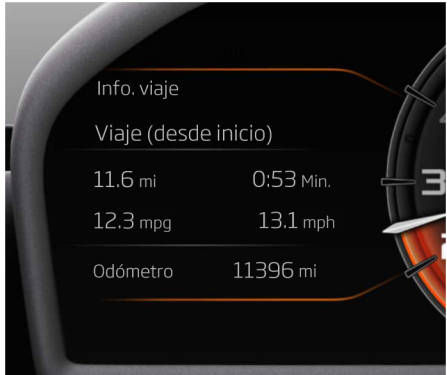 Info. viaje
Viaje (desde inicio)
11.6 mi 0:53 Min.
12.3 mpg 13.1 mph
Odómetro 11396 mi
3